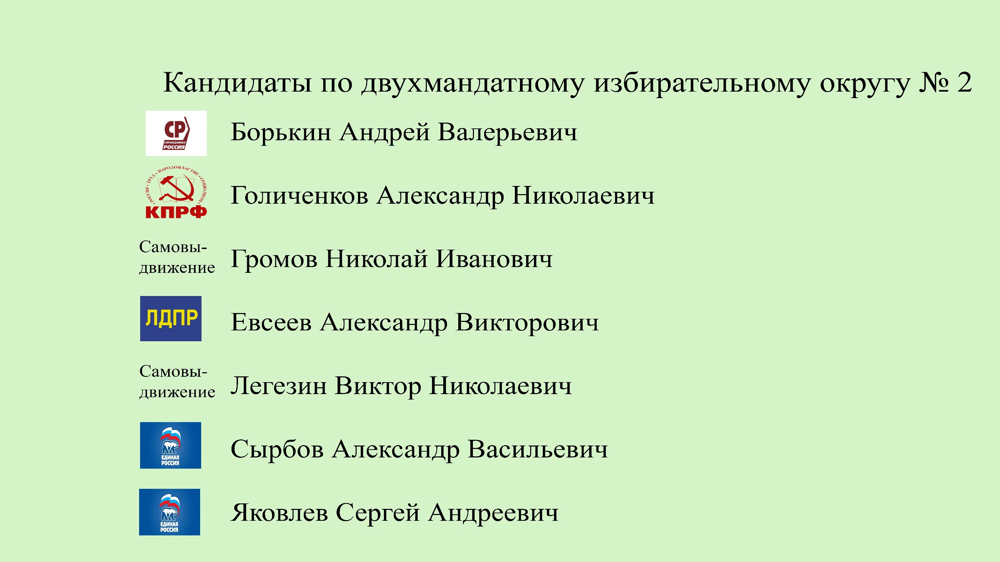 Кандидаты по двухмандатному избирательному округу № 2
СР
СПРАВЕДЛИВАЯ
РОССИЯ
Борькин Андрей Валерьевич
• РОССИЯ • ТРУД • НАРОДОВЛАСТИЕ • СОЦИАЛИЗМ •
КПРФ
Голиченков Александр Николаевич
Самовы-
движение
Громов Николай Иванович
ЛДПР
Евсеев Александр Викторович
Самовы-
движение
Легезин Виктор Николаевич
ЕДИНАЯ
РОССИЯ
Сырбов Александр Васильевич
ЕДИНАЯ
РОССИЯ
Яковлев Сергей Андреевич